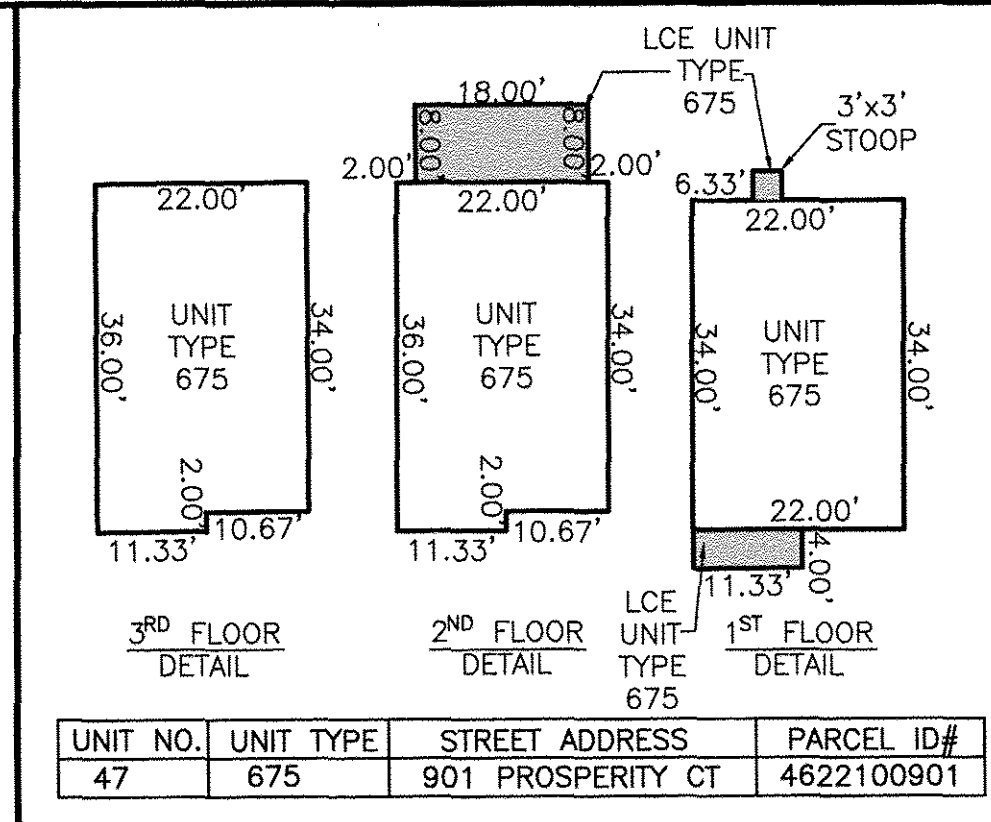 LCE UNIT
TYPE
675
3'x3'
STOOP
18.00'
8.00'
8.00'
2.00'
2.00'
22.00'
36.00'
UNIT
TYPE
675
34.00'
2.00'
11.33'
10.67'
3RD FLOOR
DETAIL
22.00'
36.00'
UNIT
TYPE
675
34.00'
2.00'
11.33'
10.67'
2ND FLOOR
DETAIL
6.33'
22.00'
34.00'
UNIT
TYPE
675
34.00'
22.00'
4.00'
11.33'
LCE
UNIT
TYPE
675
1ST FLOOR
DETAIL
UNIT NO. UNIT TYPE STREET ADDRESS PARCEL ID#
47 675 901 PROSPERITY CT 4622100901